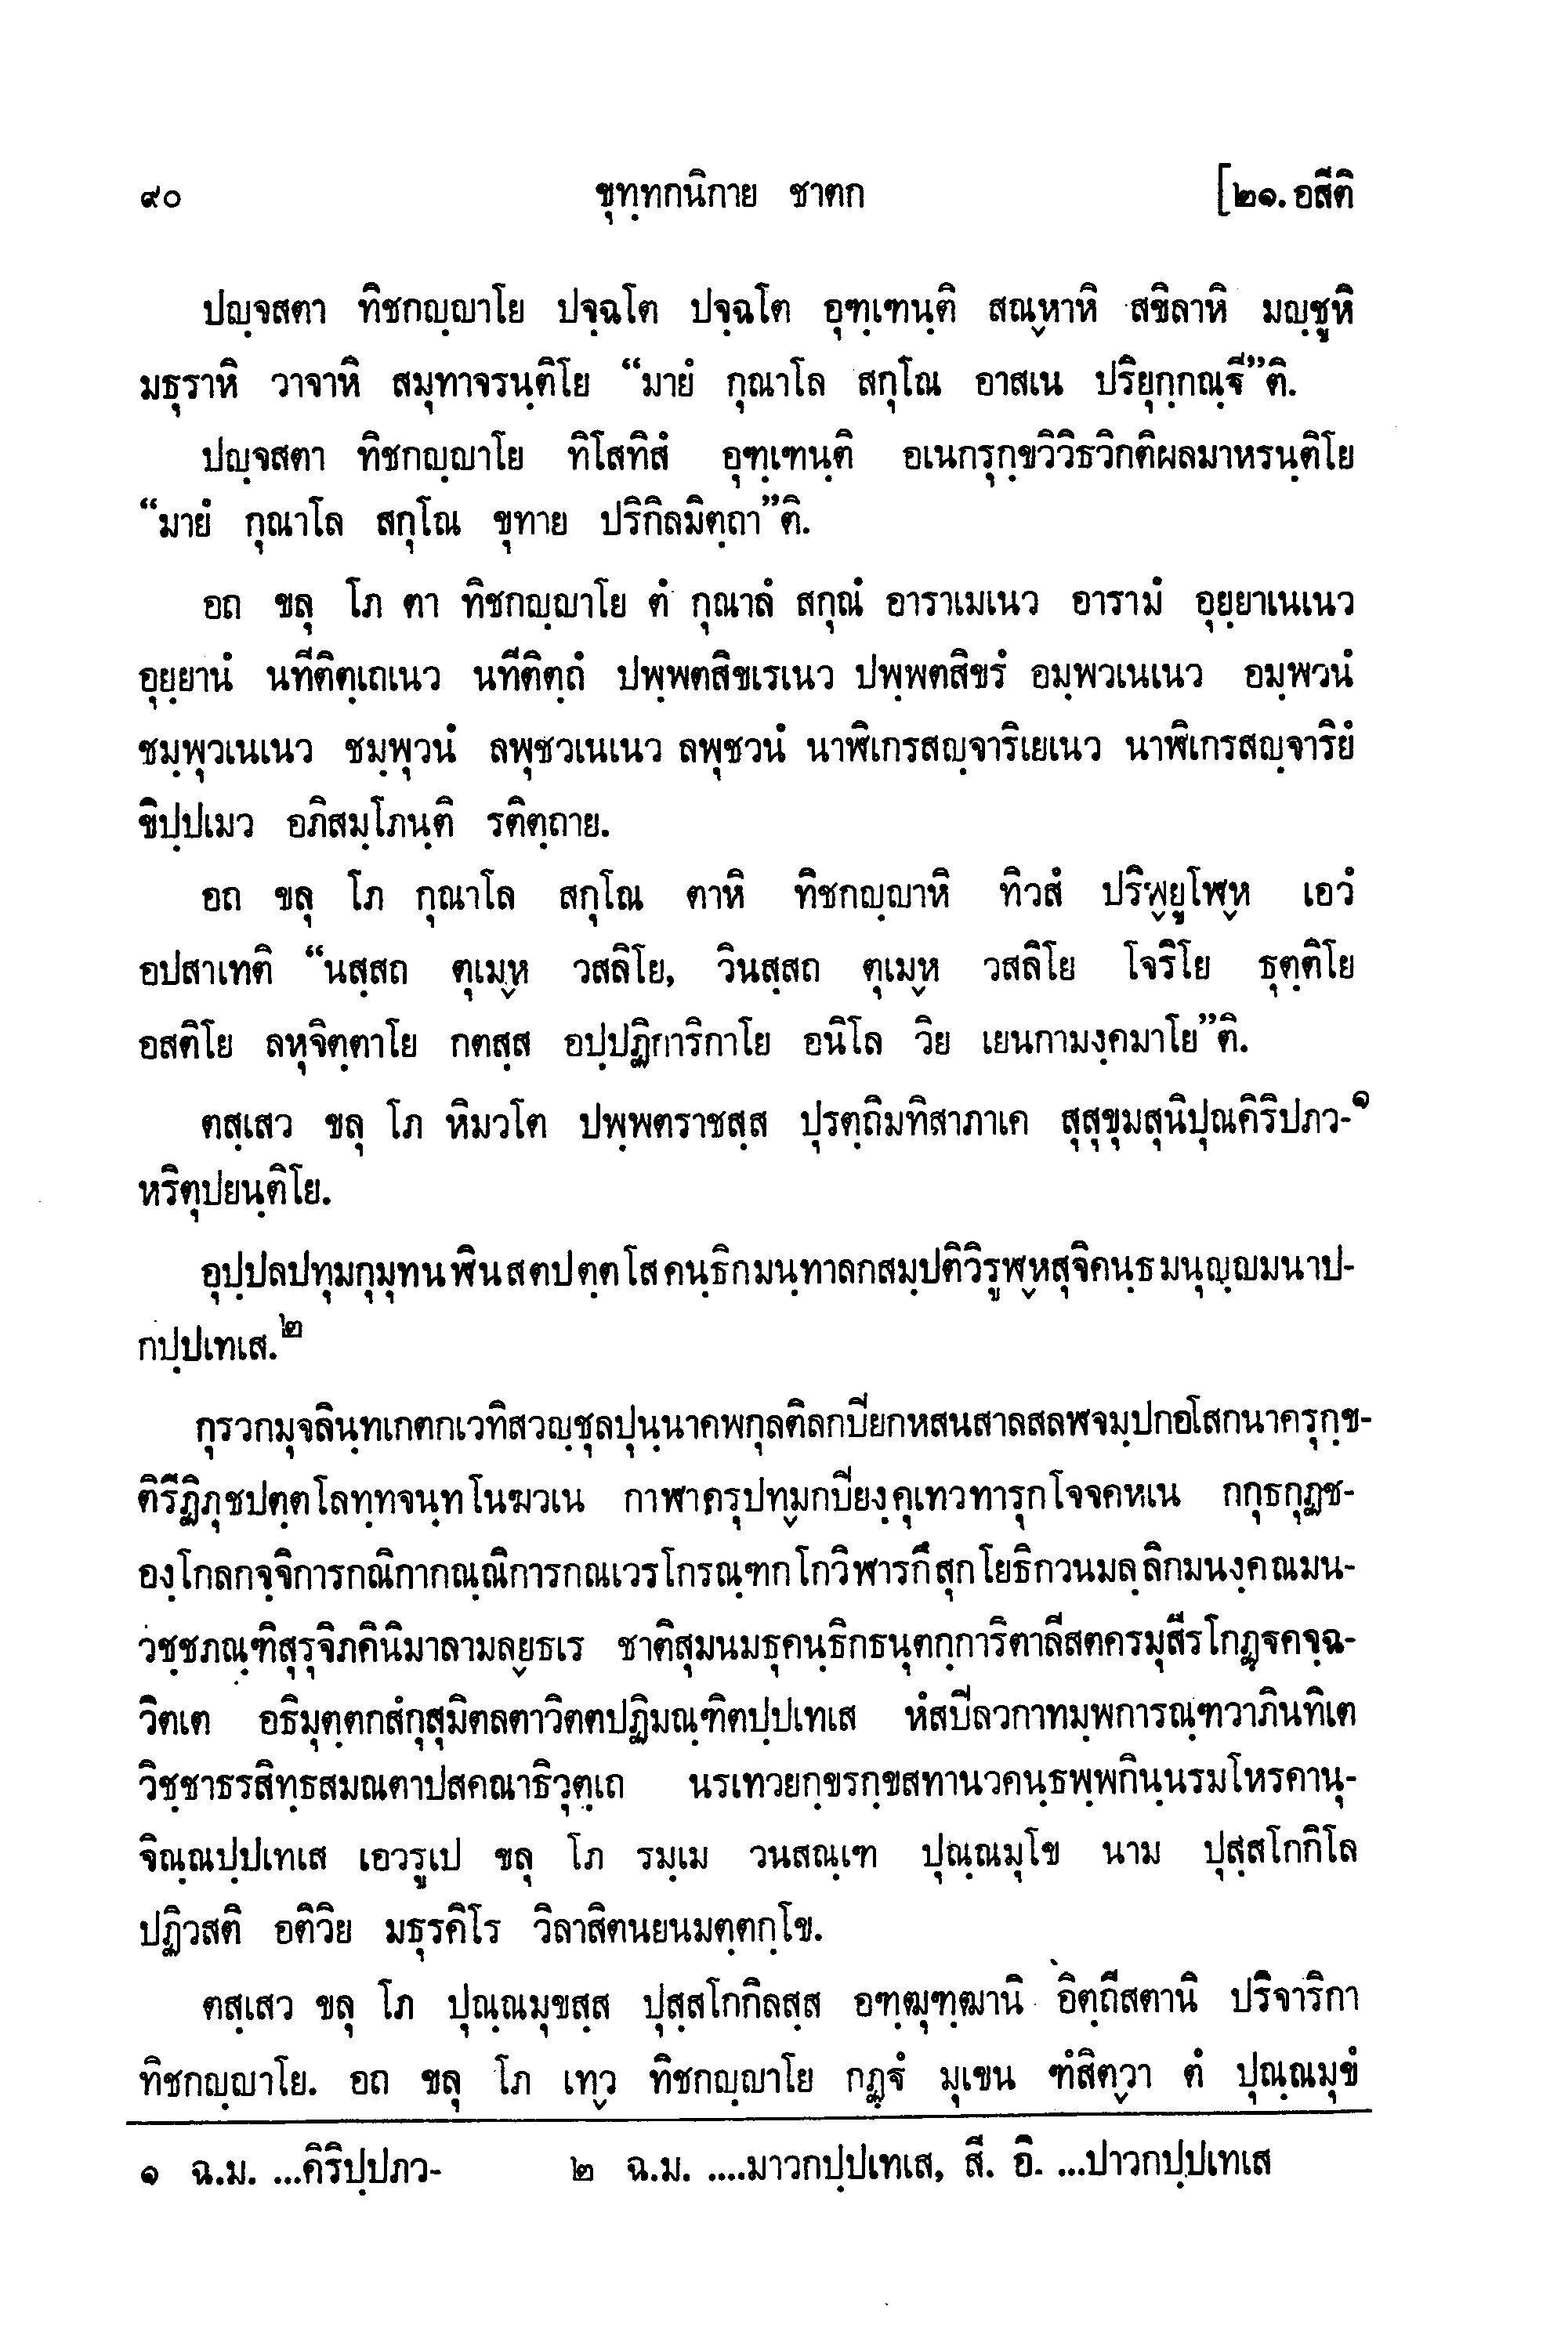 ๙๐ ขุทฺทกนิกาย ชาตก [๒๑. อสีติ
ปญฺจสตา ทิชกญฺญาโย ปจฺฉโต ปจฺฉโต อุฑฺเฑนฺติ สณฺหาหิ สขิลาหิ มญฺชูหิ
มธุราหิ วาจาหิ สมุทาจรนฺติโย “มายํ กุณาโล สกุโณ อาสเน ปริยุกฺกณฺฐี”ติ.
ปญฺจสตา ทิชกญฺญาโย ทิโสทิสํ อุฑฺเฑนฺติ อเนกรุกฺขวิวิธวิกติผลมาหรนฺติโย
“มายํ กุณาโล สกุโณ ขุทาย ปริกิลมิตฺถา”ติ.
อถ ขลุ โภ ตา ทิชกญฺญาโย ตํ กุณาลํ สกุณํ อาราเมเนว อารามํ อุยฺยาเนเนว
อุยฺยานํ นทีติตฺเถเนว นทีติตฺถํ ปพฺพตสิขเรเนว ปพฺพตสิขรํ อมฺพวเนเนว อมฺพวนํ
ชมฺพุวเนเนว ชมฺพุวนํ ลพุชวเนเนว ลพุชวนํ นาฬิเกรสญฺจาริเยเนว นาฬิเกรสญฺจาริยํ
ขิปฺปเมว อภิสมฺโภนฺติ รติตฺถาย.
อถ ขลุ โภ กุณาโล สกุโณ ตาหิ ทิชกญฺญาหิ ทิวสํ ปริพฺยูโฬฺห เอวํ
อปสาเทติ “นสฺสถ ตุเมฺห วสลิโย, วินสฺสถ ตุเมฺห วสลิโย โจริโย ธุตฺติโย
อสติโย ลหุจิตฺตาโย กตสฺส อปฺปฏิการิกาโย อนิโล วิย เยนกามงฺคมาโย”ติ.
ตสฺเสว ขลุ โภ หิมวโต ปพฺพตราชสฺส ปุรตฺถิมทิสาภาเค สุสุขุมสุนิปุณคิริปภว-๑
หริตุปยนฺติโย.
อุปฺปลปทุมกุมุทนฬินสตปตฺตโสคนฺธิกมนฺทาลกสมฺปติวิรูฬฺหสุจิคนฺธมนุญฺญมนาป-
กปฺปเทเส.๒
กุรวกมุจลินฺทเกตกเวทิสวญฺชุลปุนฺนาคพกุลติลกปิยกหสนสาลสลฬจมฺปกอโสกนาครุกฺข-
ติรีฏิภุชปตฺตโลทฺทจนฺทโนฆวเน กาฬาครุปทฺมกปิยงฺคุเทวทารุกโจจคหเน กกุธกุฏช-
องฺโกลกจฺจิการกณิกากณฺณิการกณเวรโกรณฺฑกโกวิฬารกึสุกโยธิกวนมลฺลิกมนงฺคณมน-
วชฺชภณฺฑิสุรุจิภคินิมาลามลฺยธเร ชาติสุมนมธุคนฺธิกธนุตกฺการิตาลีสตครมุสีรโกฏฺฐคจฺฉ-
วิตเต อธิมุตฺตกสํกุสุมิตลตาวิตตปฏิมณฺฑิตปฺปเทเส หํสปิลวกาทมฺพการณฺฑวาภินทิเต
วิชฺชาธรสิทฺธสมณตาปสคณาธิวุตฺเถ นรเทวยกฺขรกฺขสทานวคนฺธพฺพกินฺนรมโหรคานุ-
จิณฺณปฺปเทเส เอวรูเป ขลุ โภ รมฺเม วนสณฺเฑ ปุณฺณมุโข นาม ปุสฺสโกกิโล
ปฏิวสติ อติวิย มธุรคิโร วิลาสิตนยนมตฺตกฺโข.
ตสฺเสว ขลุ โภ ปุณฺณมุขสฺส ปุสฺสโกกิลสฺส อฑฺฒุฑฺฒานิ อิตฺถีสตานิ ปริจาริกา
ทิชกญฺญาโย. อถ ขลุ โภ เทฺว ทิชกญฺญาโย กฏฺฐํ มุเขน ฑํสิตฺวา ตํ ปุณฺณมุขํ
๑ ฉ.ม. ...คิริปฺปภว- ๒ ฉ.ม. ....มาวกปฺปเทเส, สี. อิ. ...ปาวกปฺปเทเส